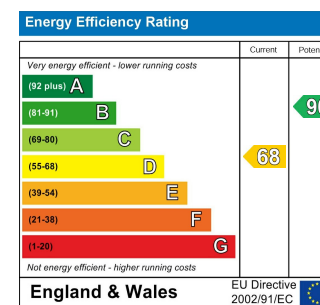 Energy Efficiency Rating
Current
Very energy efficient - lower running costs
(92 plus) A
(81-91) B
(69-80) C
(55-68) D
68
(39-54) E
(21-38) F
(1-20) G
Not energy efficient - higher running costs
England & Wales
EU Directive
2002/91/EC